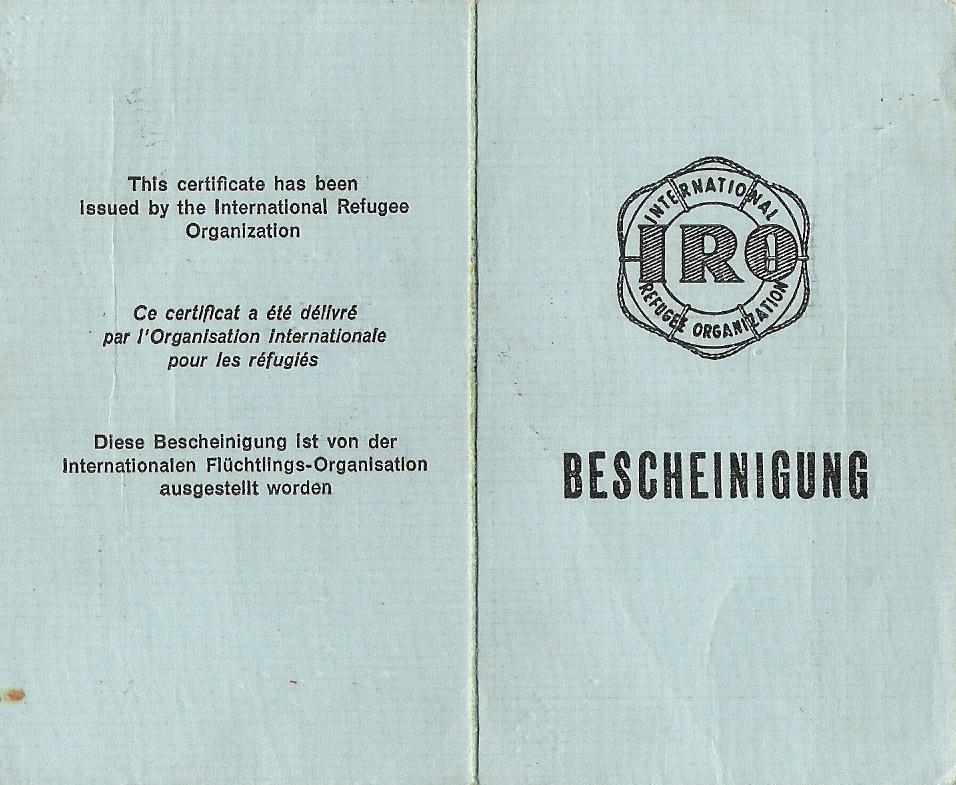 This certificate has been
issued by the International Refugee
Organization
Ce certificat a été délivré
par l'Organisation internationale
pour les réfugiés
Diese Bescheinigung ist von der
Internationalen Flüchtlings-Organisation
ausgestellt worden
INTERNATIONAL
IRO
REFUGEE ORGANIZATION
BESCHEINIGUNG